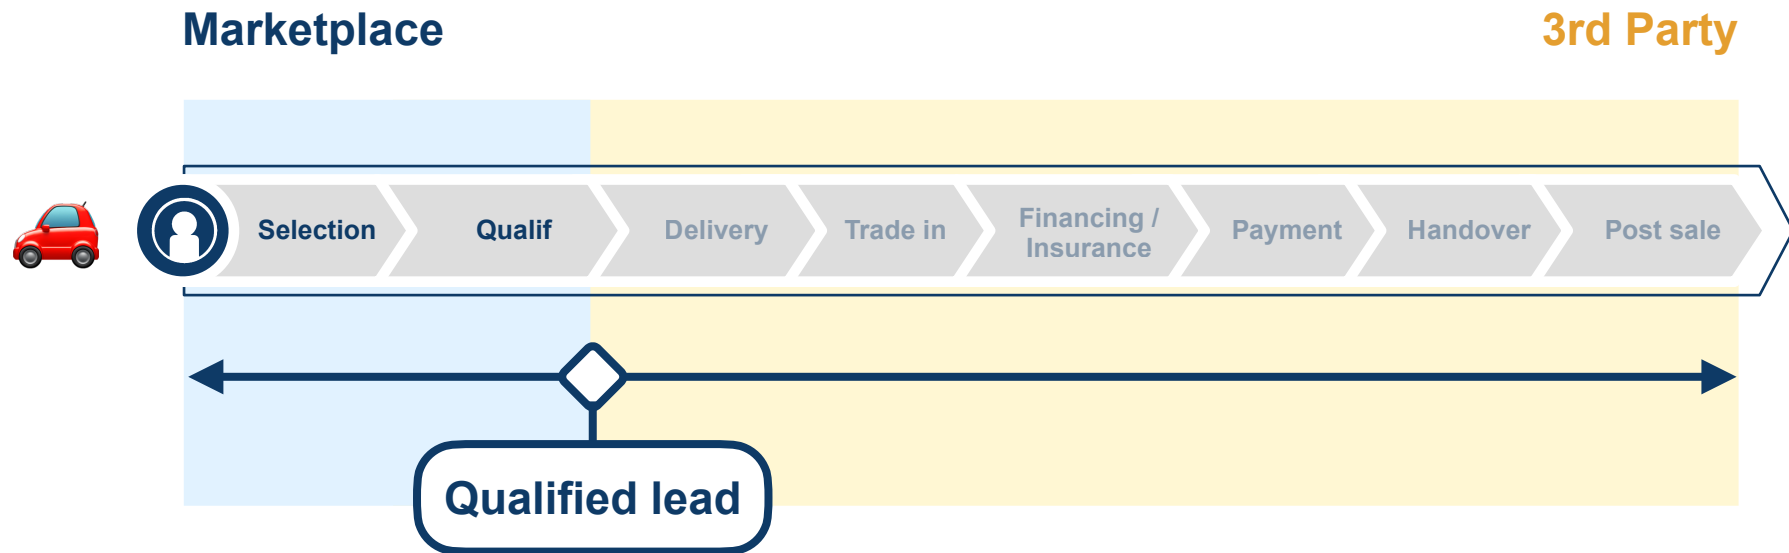 Marketplace
3rd Party
Selection
Qualif
Delivery
Trade in
Financing /
Insurance
Payment
Handover
Post sale
Qualified lead